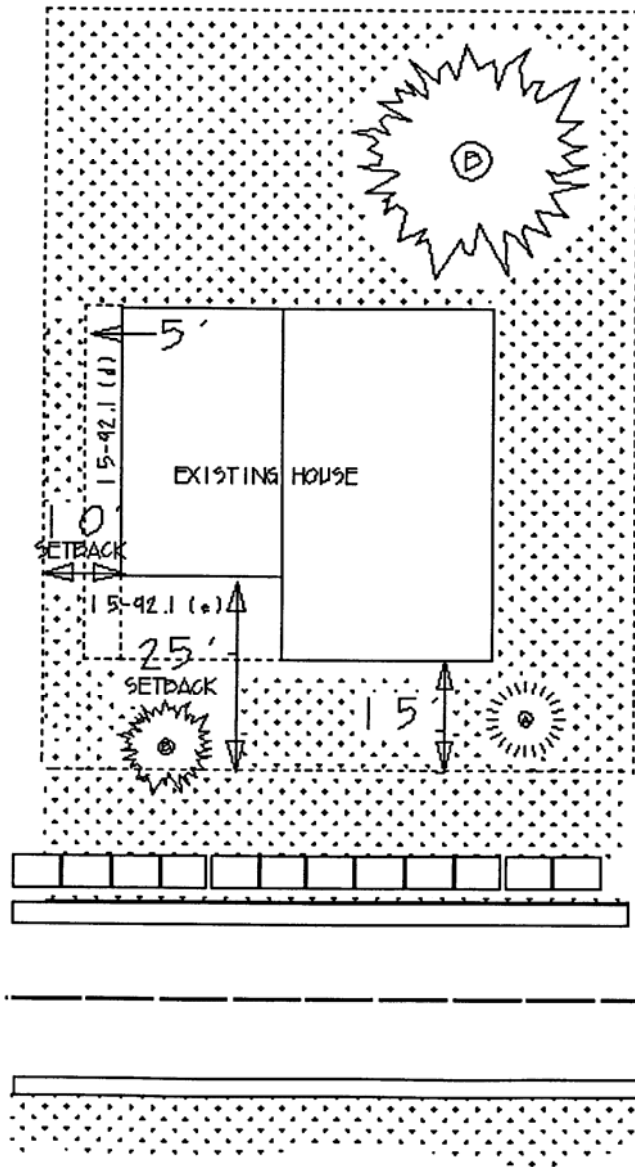 B
5'
15-92.1 (d)
EXISTING HOUSE
10'
SETBACK
15-92.1 (e)
25'
SETBACK
15'
B
A